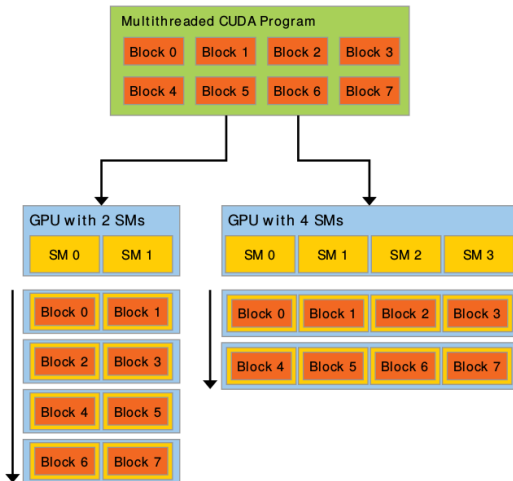 Multithreaded CUDA Program
Block 0 Block 1 Block 2 Block 3
Block 4 Block 5 Block 6 Block 7
GPU with 2 SMs
SM 0 SM 1
Block 0 Block 1
Block 2 Block 3
Block 4 Block 5
Block 6 Block 7
GPU with 4 SMs
SM 0 SM 1 SM 2 SM 3
Block 0 Block 1 Block 2 Block 3
Block 4 Block 5 Block 6 Block 7